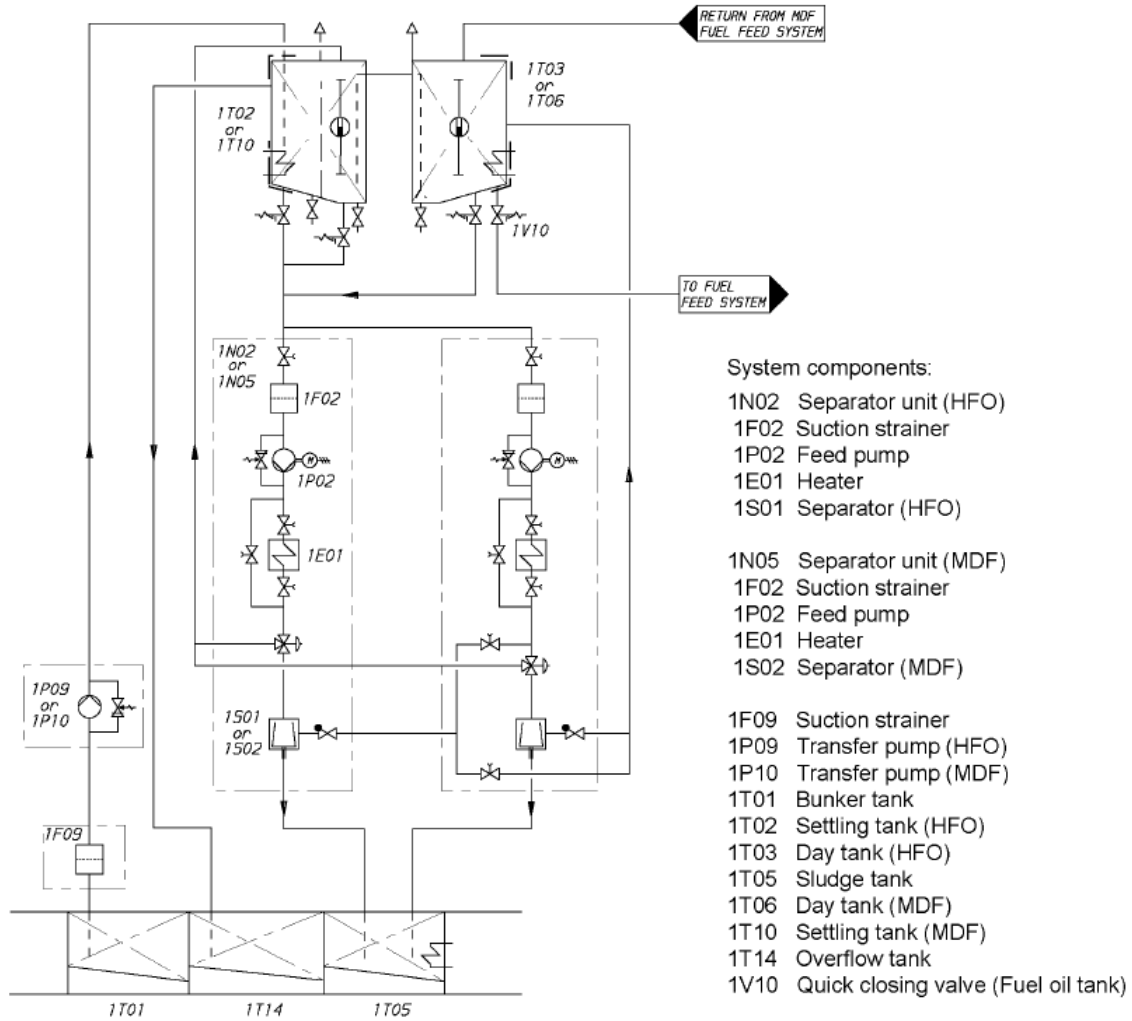 RETURN FROM MDF
FUEL FEED SYSTEM
1T02
or
1T10
1T03
or
1T06
1V10
TO FUEL
FEED SYSTEM
1N02
or
1N05
1F02
M
M
1P02
1E01
1P09
or
1P10
1S01
or
1S02
1F09
1T01
1T14
1T05
System components:
1N02 Separator unit (HFO)
1F02 Suction strainer
1P02 Feed pump
1E01 Heater
1S01 Separator (HFO)
1N05 Separator unit (MDF)
1F02 Suction strainer
1P02 Feed pump
1E01 Heater
1S02 Separator (MDF)
1F09 Suction strainer
1P09 Transfer pump (HFO)
1P10 Transfer pump (MDF)
1T01 Bunker tank
1T02 Settling tank (HFO)
1T03 Day tank (HFO)
1T05 Sludge tank
1T06 Day tank (MDF)
1T10 Settling tank (MDF)
1T14 Overflow tank
1V10 Quick closing valve (Fuel oil tank)